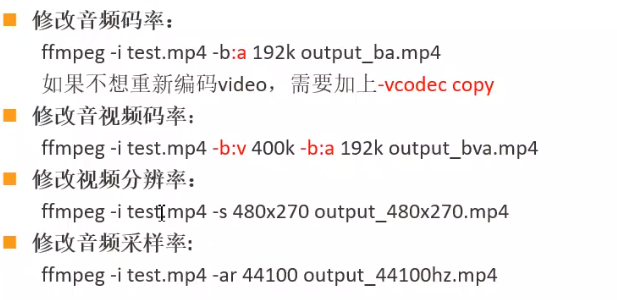 修改音频码率：
ffmpeg -i test.mp4 -b:a 192k output_ba.mp4
如果不想重新编码video，需要加上-vcodec copy
修改音视频码率：
ffmpeg -i test.mp4 -b:v 400k -b:a 192k output_bva.mp4
修改视频分辨率：
ffmpeg -i test.mp4 -s 480x270 output_480x270.mp4
修改音频采样率:
ffmpeg -i test.mp4 -ar 44100 output_44100hz.mp4